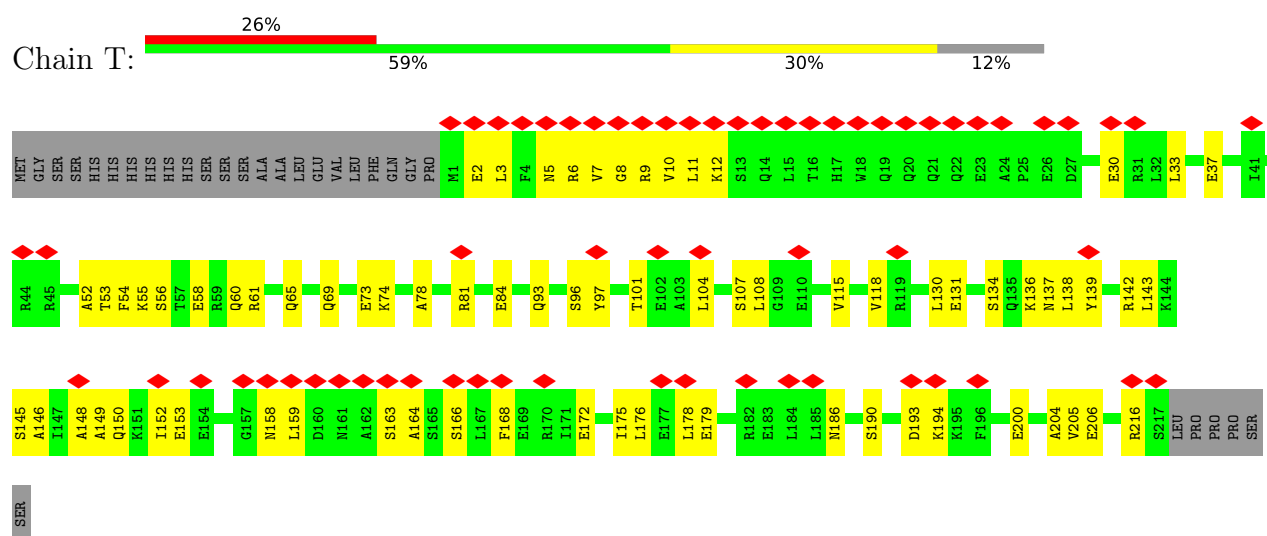 26%
Chain T:
59% 30% 12%
MET GLY SER SER HIS HIS HIS HIS HIS SER SER SER ALA ALA LEU GLU VAL LEU PHE GLN GLY PRO M1 E2 L3 F4 N5 R6 V7 G8 R9 V10 L11 K12 S13 Q14 L15 T16 H17 W18 Q19 Q20 Q21 Q22 E23 A24 P25 E26 D27 E30 R31 L32 L33 E37 I41
R44 R45 A52 T53 F54 K55 S56 T57 E58 R59 Q60 R61 Q65 Q69 E73 K74 A78 R81 E84 Q93 S96 Y97 T101 E102 A103 L104 S107 L108 G109 E110 V115 V118 R119 L130 E131 S134 Q135 K136 N137 L138 Y139 R142 L143 K144
S145 A146 I147 A148 A149 Q150 K151 I152 E153 E154 G157 N158 L159 D160 N161 A162 S163 A164 S165 S166 L167 F168 E169 R170 I171 E172 I175 L176 E177 L178 E179 R182 E183 L184 L185 N186 S190 D193 K194 K195 F196 E200 A204 V205 E206 R216 S217 LEU PRO PRO PRO SER
SER